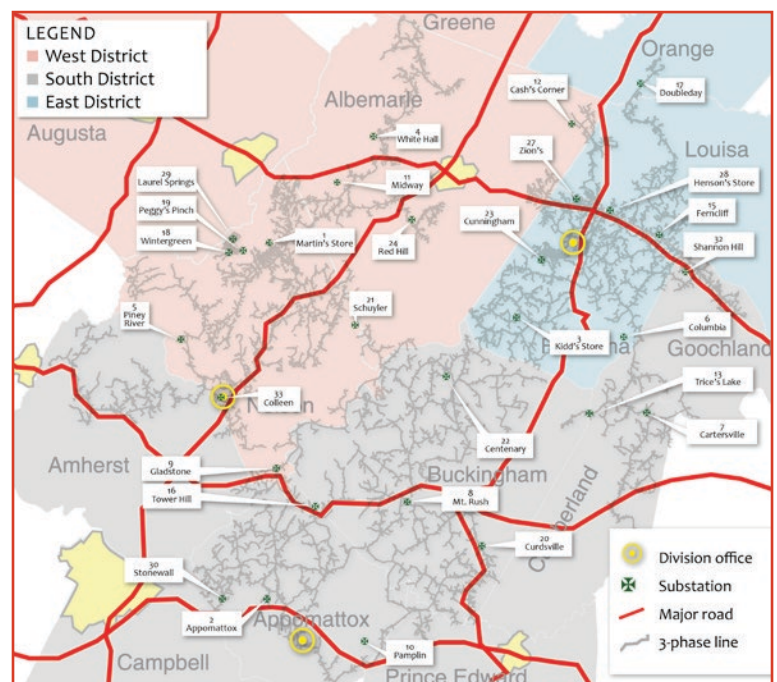 Greene
LEGEND
West District
South District
East District
Orange
12
Cash's Corner
17
Doubleday
Albemarle
Augusta
4
White Hall
27
Zion's
Louisa
29
Laurel Springs
11
Midway
28
Henson's Store
19
Peggy's Pinch
15
Ferncliff
18
Wintergreen
1
Martin's Store
24
Red Hill
23
Cunningham
32
Shannon Hill
5
Piney
River
21
Schuyler
6
Columbia
3
Kidd's Store
Goochland
33
Colleen
13
Trice's Lake
22
Centenary
7
Cartersville
Amherst
9
Gladstone
Buckingham
16
Tower Hill
8
Mt. Rush
20
Curdsville
30
Stonewall
Division office
Substation
Major road
3-phase line
2
Appomattox
Appomattox
10
Pamplin
Campbell
Prince Edward